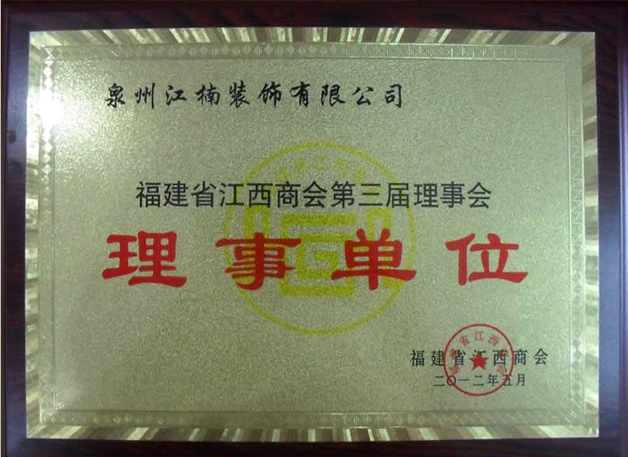 泉州江楠装饰有限公司
福建省江西商会第三届理事会
理事单位
福建省江西商会
二〇一二年五月